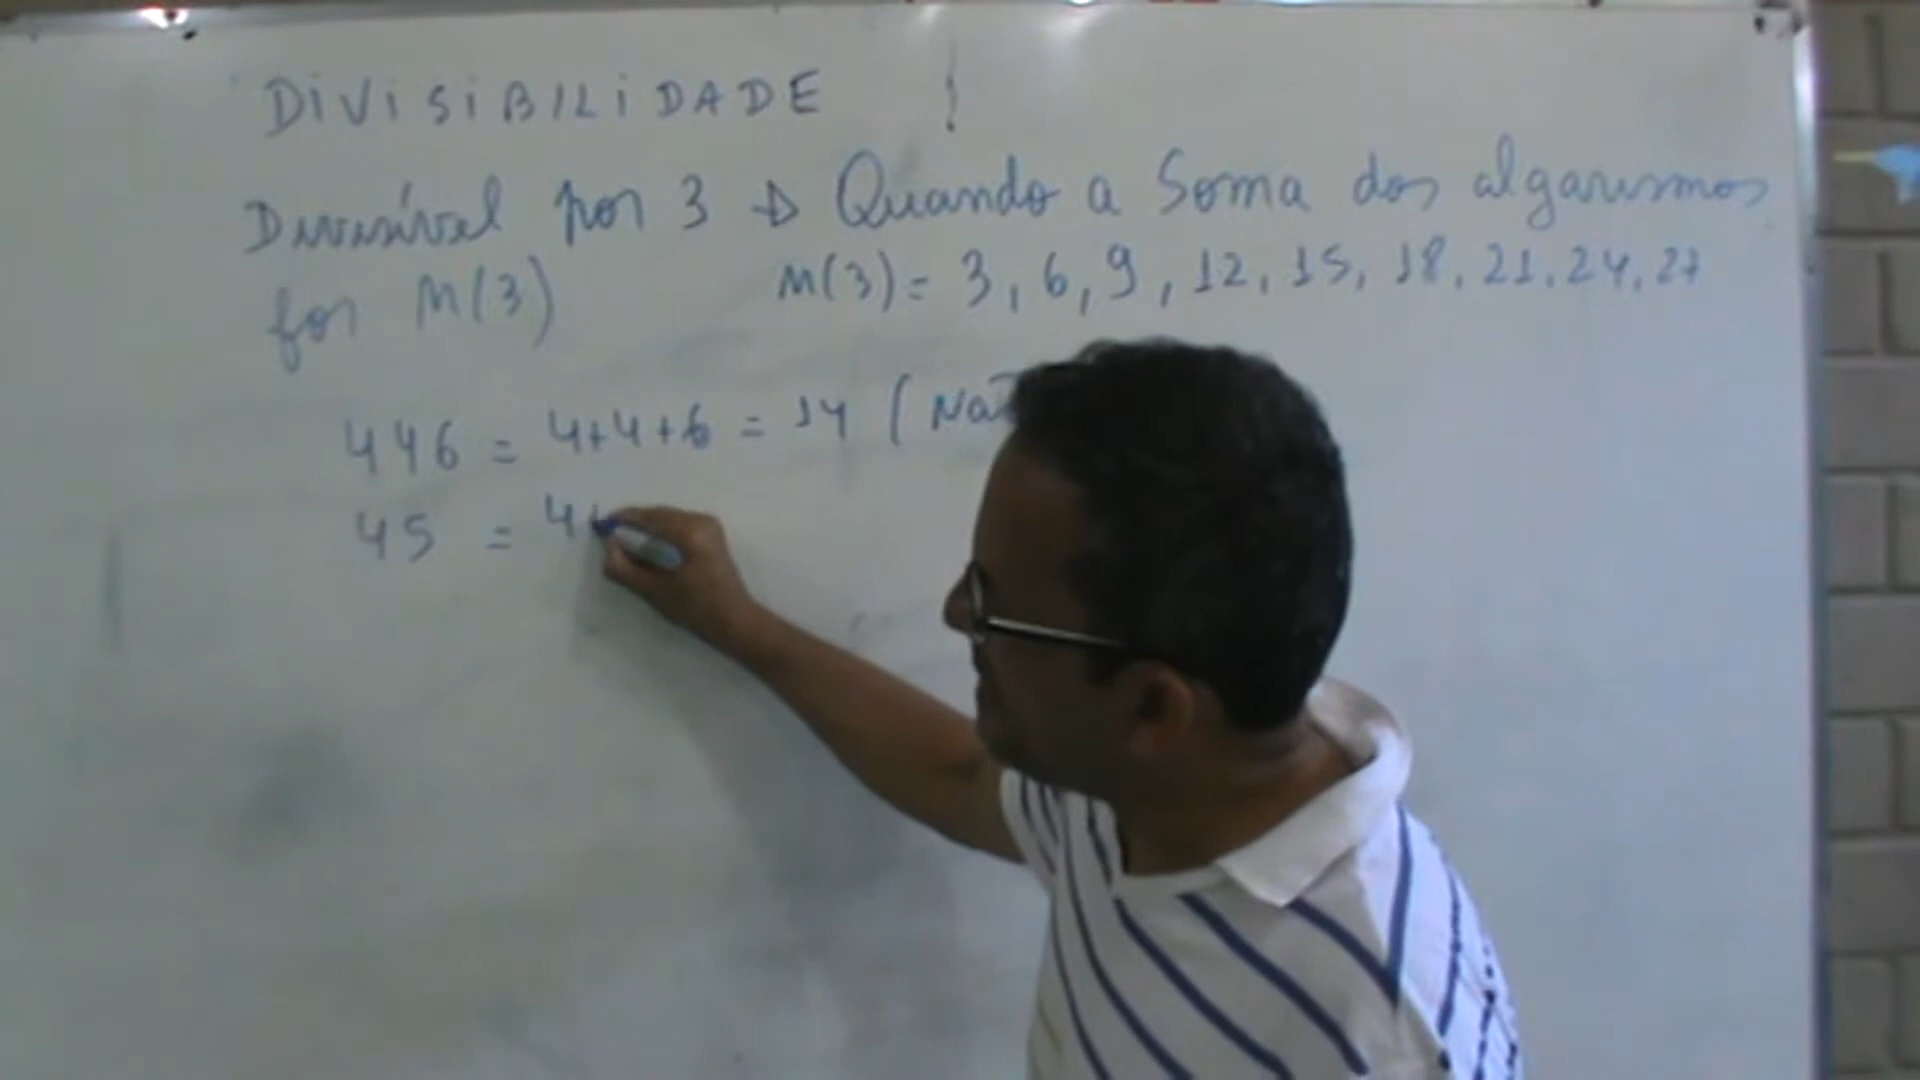 DIVISIBILIDADE !
Divisível por 3 → Quando a Soma dos algarismos
for M(3) M(3) = 3, 6, 9, 12, 15, 18, 21, 24, 27
446 = 4+4+6 = 14 ( Nã
45 = 4+